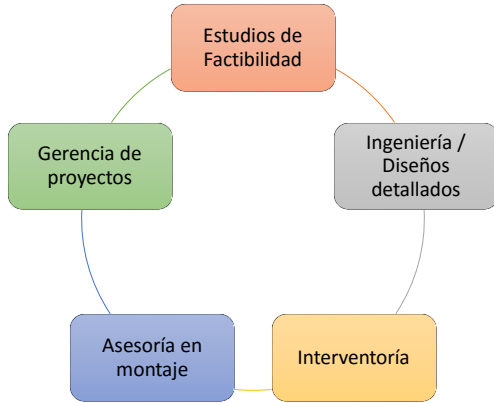 Estudios de
Factibilidad
Ingeniería /
Diseños
detallados
Interventoría
Asesoría en
montaje
Gerencia de
proyectos